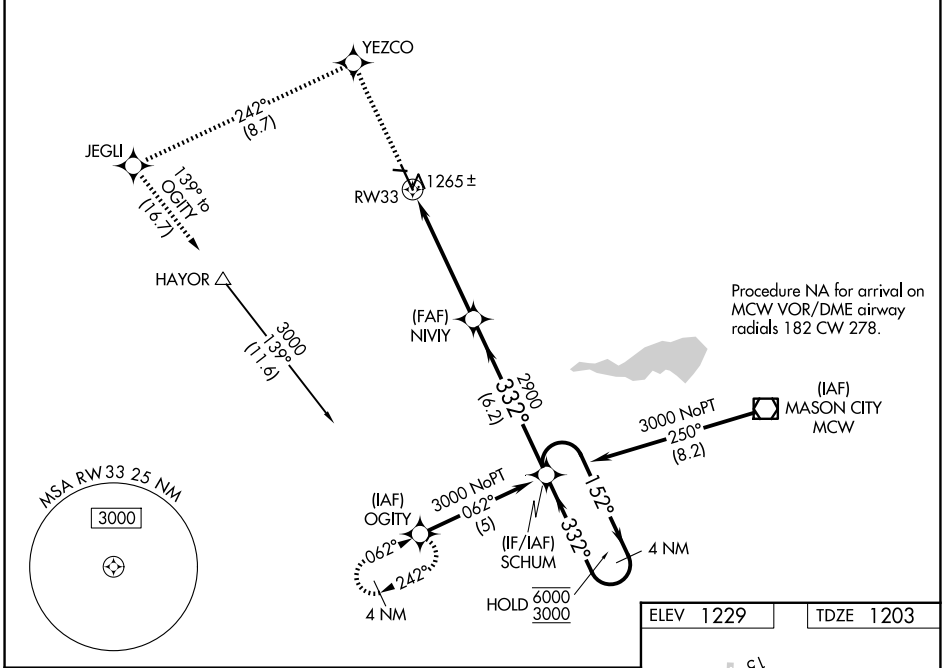 YEZCO
242°
(8.7)
JEGLI
139° to
OGITY
(16.7)
1265 ±
RW33
HAYOR
3000
139°
(11.6)
(FAF)
NIVIY
Procedure NA for arrival on
MCW VOR/DME airway
radials 182 CW 278.
2900
332°
(6.2)
(IAF)
MASON CITY
MCW
3000 NoPT
250°
(8.2)
MSA RW33 25 NM
3000
(IAF)
OGITY
3000 NoPT
062°
(5)
062°
242°
4 NM
(IF/IAF)
SCHUM
152°
332°
4 NM
HOLD 6000
3000
ELEV 1229
TDZE 1203